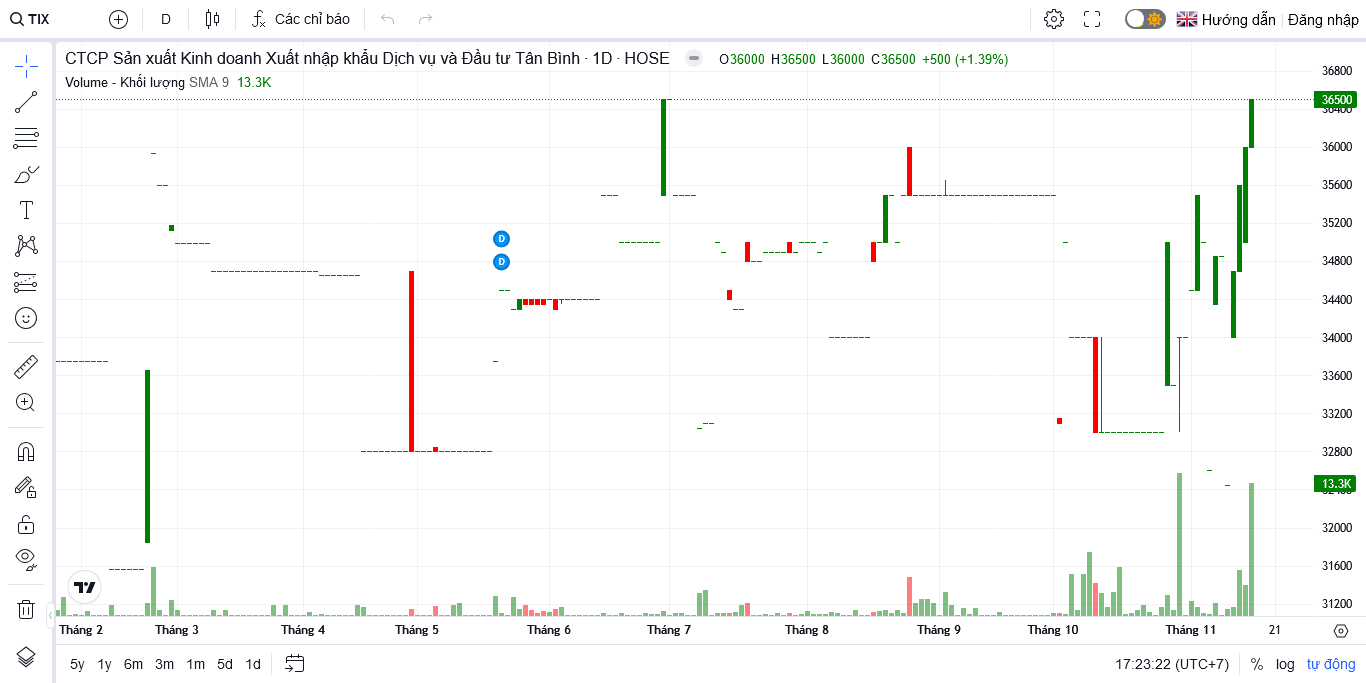 TIX D Các chỉ báo Hướng dẫn Đăng nhập
CTCP Sản xuất Kinh doanh Xuất nhập khẩu Dịch vụ và Đầu tư Tân Bình · 1D · HOSE O36000 H36500 L36000 C36500 +500 (+1.39%)
Volume - Khối lượng SMA 9 13.3K
36800
36500
36400
36000
35600
35200
D
D
34800
34400
34000
33600
33200
32800
13.3K
32400
32000
31600
31200
Tháng 2 Tháng 3 Tháng 4 Tháng 5 Tháng 6 Tháng 7 Tháng 8 Tháng 9 Tháng 10 Tháng 11 21
5y 1y 6m 3m 1m 5d 1d 17:23:22 (UTC+7) % log tự động